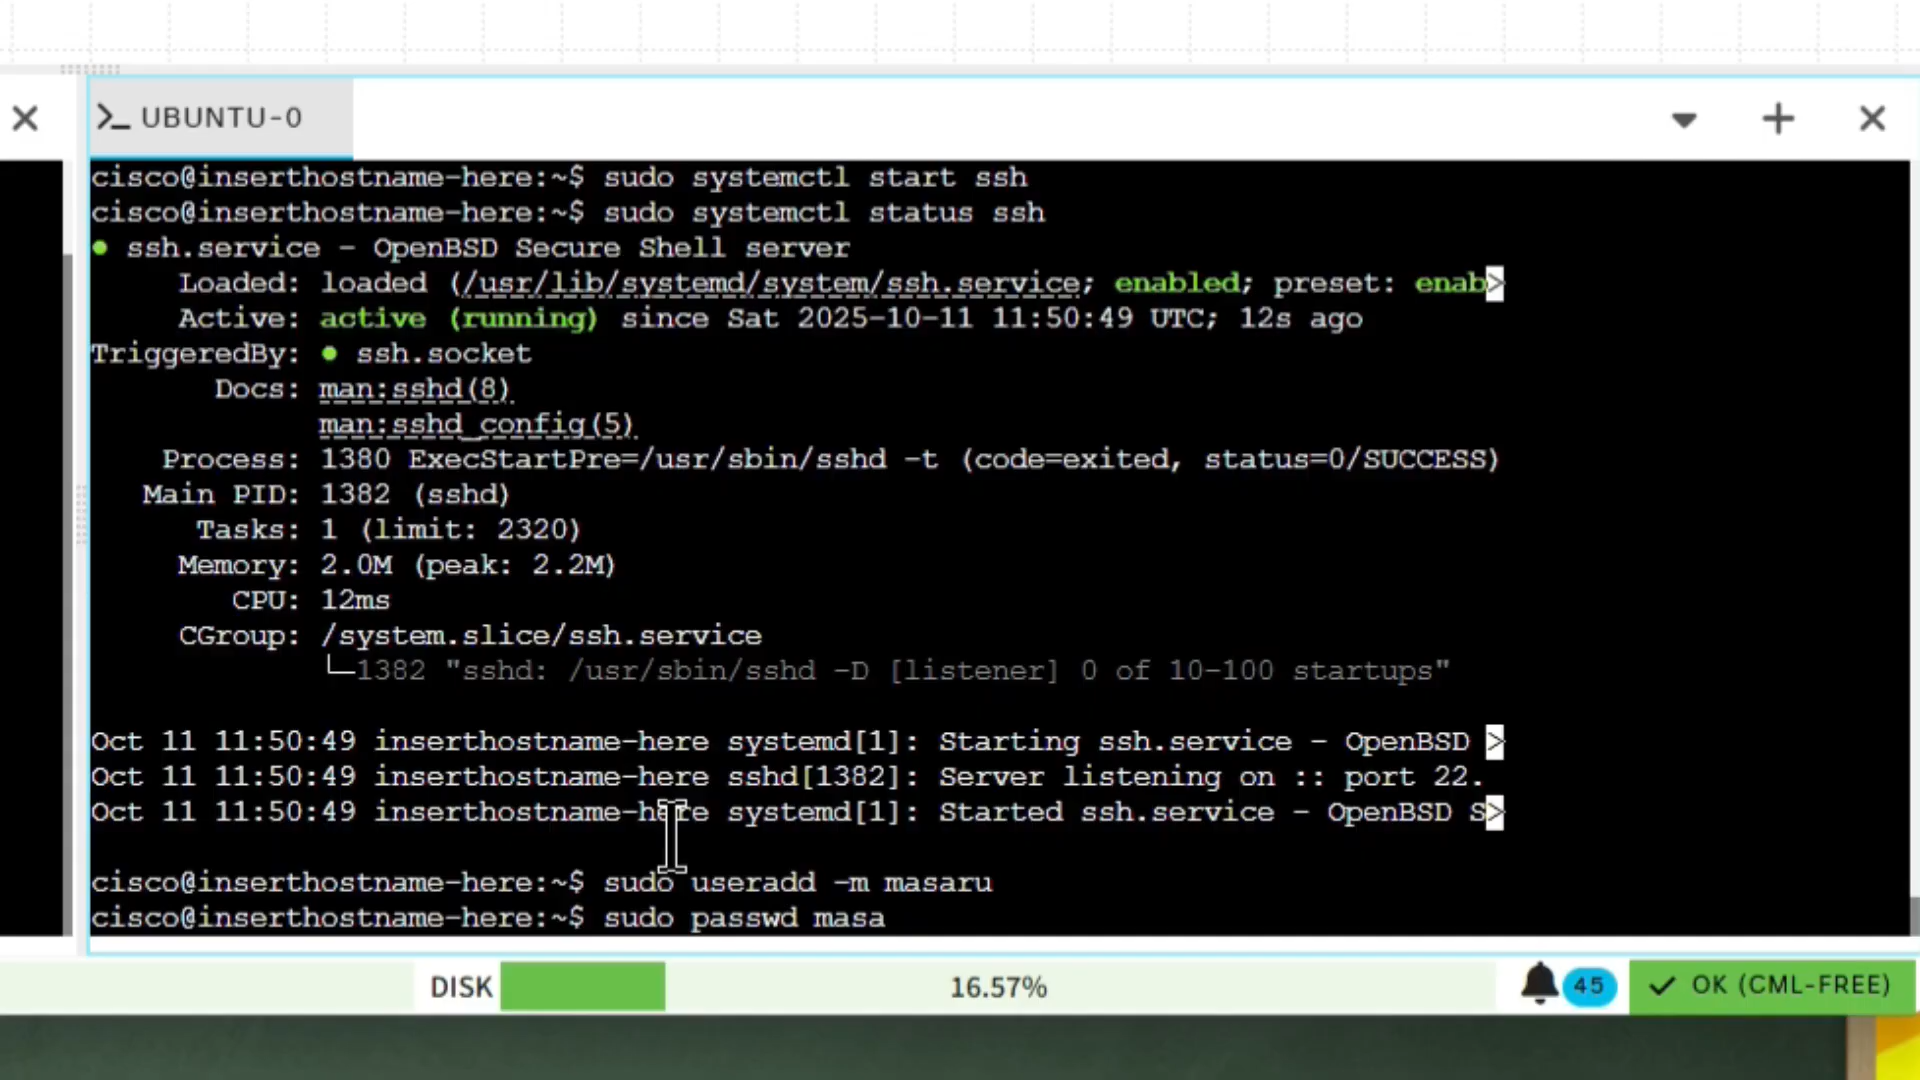 UBUNTU-0
cisco@inserthostname-here:~$ sudo systemctl start ssh
cisco@inserthostname-here:~$ sudo systemctl status ssh
● ssh.service - OpenBSD Secure Shell server
Loaded: loaded (/usr/lib/systemd/system/ssh.service; enabled; preset: enab>
Active: active (running) since Sat 2025-10-11 11:50:49 UTC; 12s ago
TriggeredBy: ● ssh.socket
Docs: man:sshd(8)
man:sshd_config(5)
Process: 1380 ExecStartPre=/usr/sbin/sshd -t (code=exited, status=0/SUCCESS)
Main PID: 1382 (sshd)
Tasks: 1 (limit: 2320)
Memory: 2.0M (peak: 2.2M)
CPU: 12ms
CGroup: /system.slice/ssh.service
└─1382 "sshd: /usr/sbin/sshd -D [listener] 0 of 10-100 startups"
Oct 11 11:50:49 inserthostname-here systemd[1]: Starting ssh.service - OpenBSD >
Oct 11 11:50:49 inserthostname-here sshd[1382]: Server listening on :: port 22.
Oct 11 11:50:49 inserthostname-here systemd[1]: Started ssh.service - OpenBSD S>
cisco@inserthostname-here:~$ sudo useradd -m masaru
cisco@inserthostname-here:~$ sudo passwd masa
DISK 16.57% 45 OK (CML-FREE)